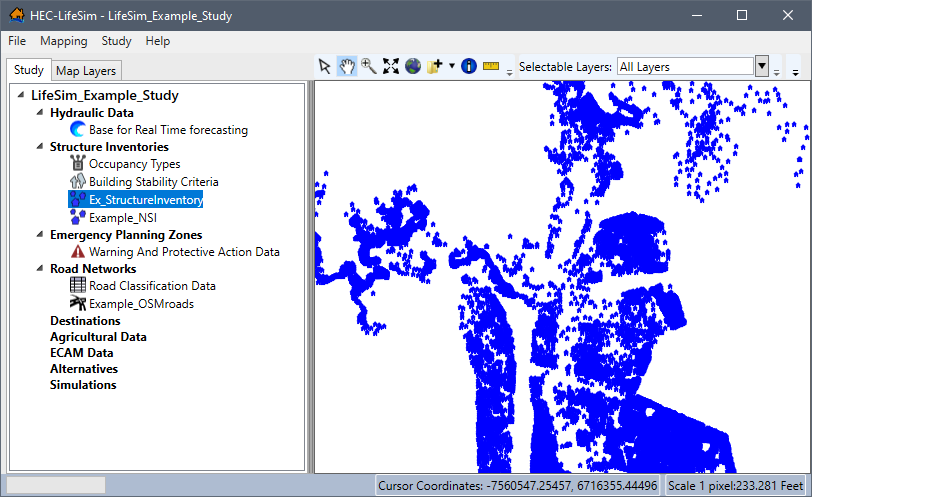 HEC-LifeSim - LifeSim_Example_Study
File Mapping Study Help
Study Map Layers
Selectable Layers: All Layers
LifeSim_Example_Study
Hydraulic Data
Base for Real Time forecasting
Structure Inventories
Occupancy Types
Building Stability Criteria
Ex_StructureInventory
Example_NSI
Emergency Planning Zones
Warning And Protective Action Data
Road Networks
Road Classification Data
Example_OSMroads
Destinations
Agricultural Data
ECAM Data
Alternatives
Simulations
Cursor Coordinates: -7560547.25457, 6716355.44496 Scale 1 pixel:233.281 Feet